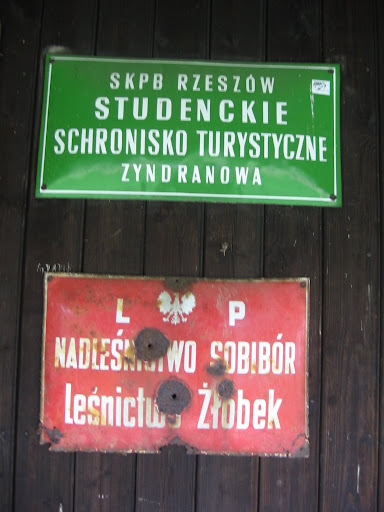 SKPB RZESZÓW
STUDENCKIE
SCHRONISKO TURYSTYCZNE
ZYNDRANOWA
L P
NADLEŚNICTWO SOBIBÓR
Leśnictwo Żłobek